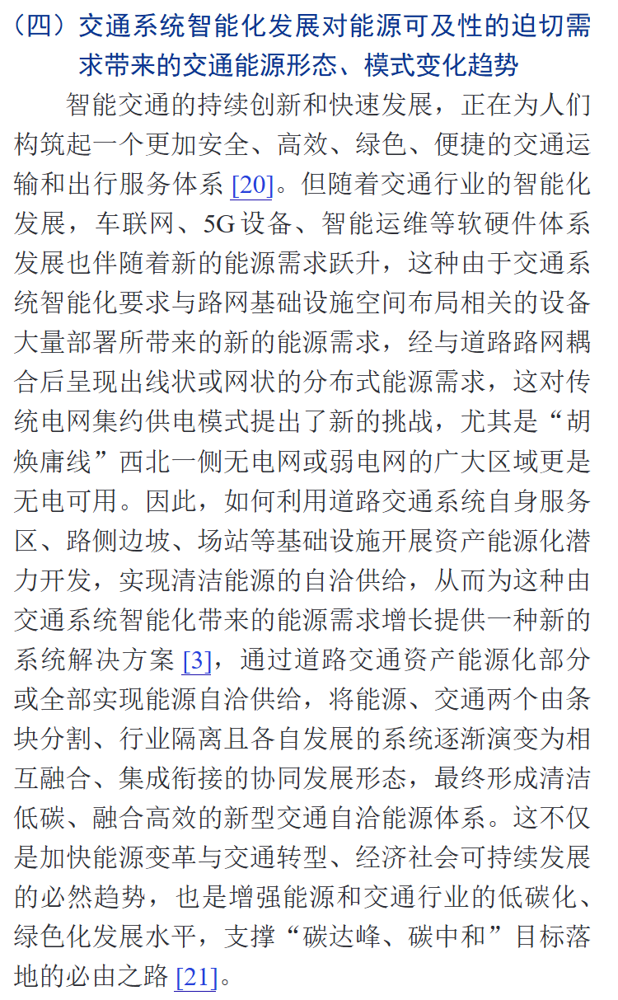 （四）交通系统智能化发展对能源可及性的迫切需
求带来的交通能源形态、模式变化趋势
智能交通的持续创新和快速发展，正在为人们
构筑起一个更加安全、高效、绿色、便捷的交通运
输和出行服务体系 [20]。但随着交通行业的智能化
发展，车联网、5G 设备、智能运维等软硬件体系
发展也伴随着新的能源需求跃升，这种由于交通系
统智能化要求与路网基础设施空间布局相关的设备
大量部署所带来的新的能源需求，经与道路路网耦
合后呈现出线状或网状的分布式能源需求，这对传
统电网集约供电模式提出了新的挑战，尤其是“胡
焕庸线”西北一侧无电网或弱电网的广大区域更是
无电可用。因此，如何利用道路交通系统自身服务
区、路侧边坡、场站等基础设施开展资产能源化潜
力开发，实现清洁能源的自洽供给，从而为这种由
交通系统智能化带来的能源需求增长提供一种新的
系统解决方案 [3]，通过道路交通资产能源化部分
或全部实现能源自洽供给，将能源、交通两个由条
块分割、行业隔离且各自发展的系统逐渐演变为相
互融合、集成衔接的协同发展形态，最终形成清洁
低碳、融合高效的新型交通自洽能源体系。这不仅
是加快能源变革与交通转型、经济社会可持续发展
的必然趋势，也是增强能源和交通行业的低碳化、
绿色化发展水平，支撑“碳达峰、碳中和”目标落
地的必由之路 [21]。